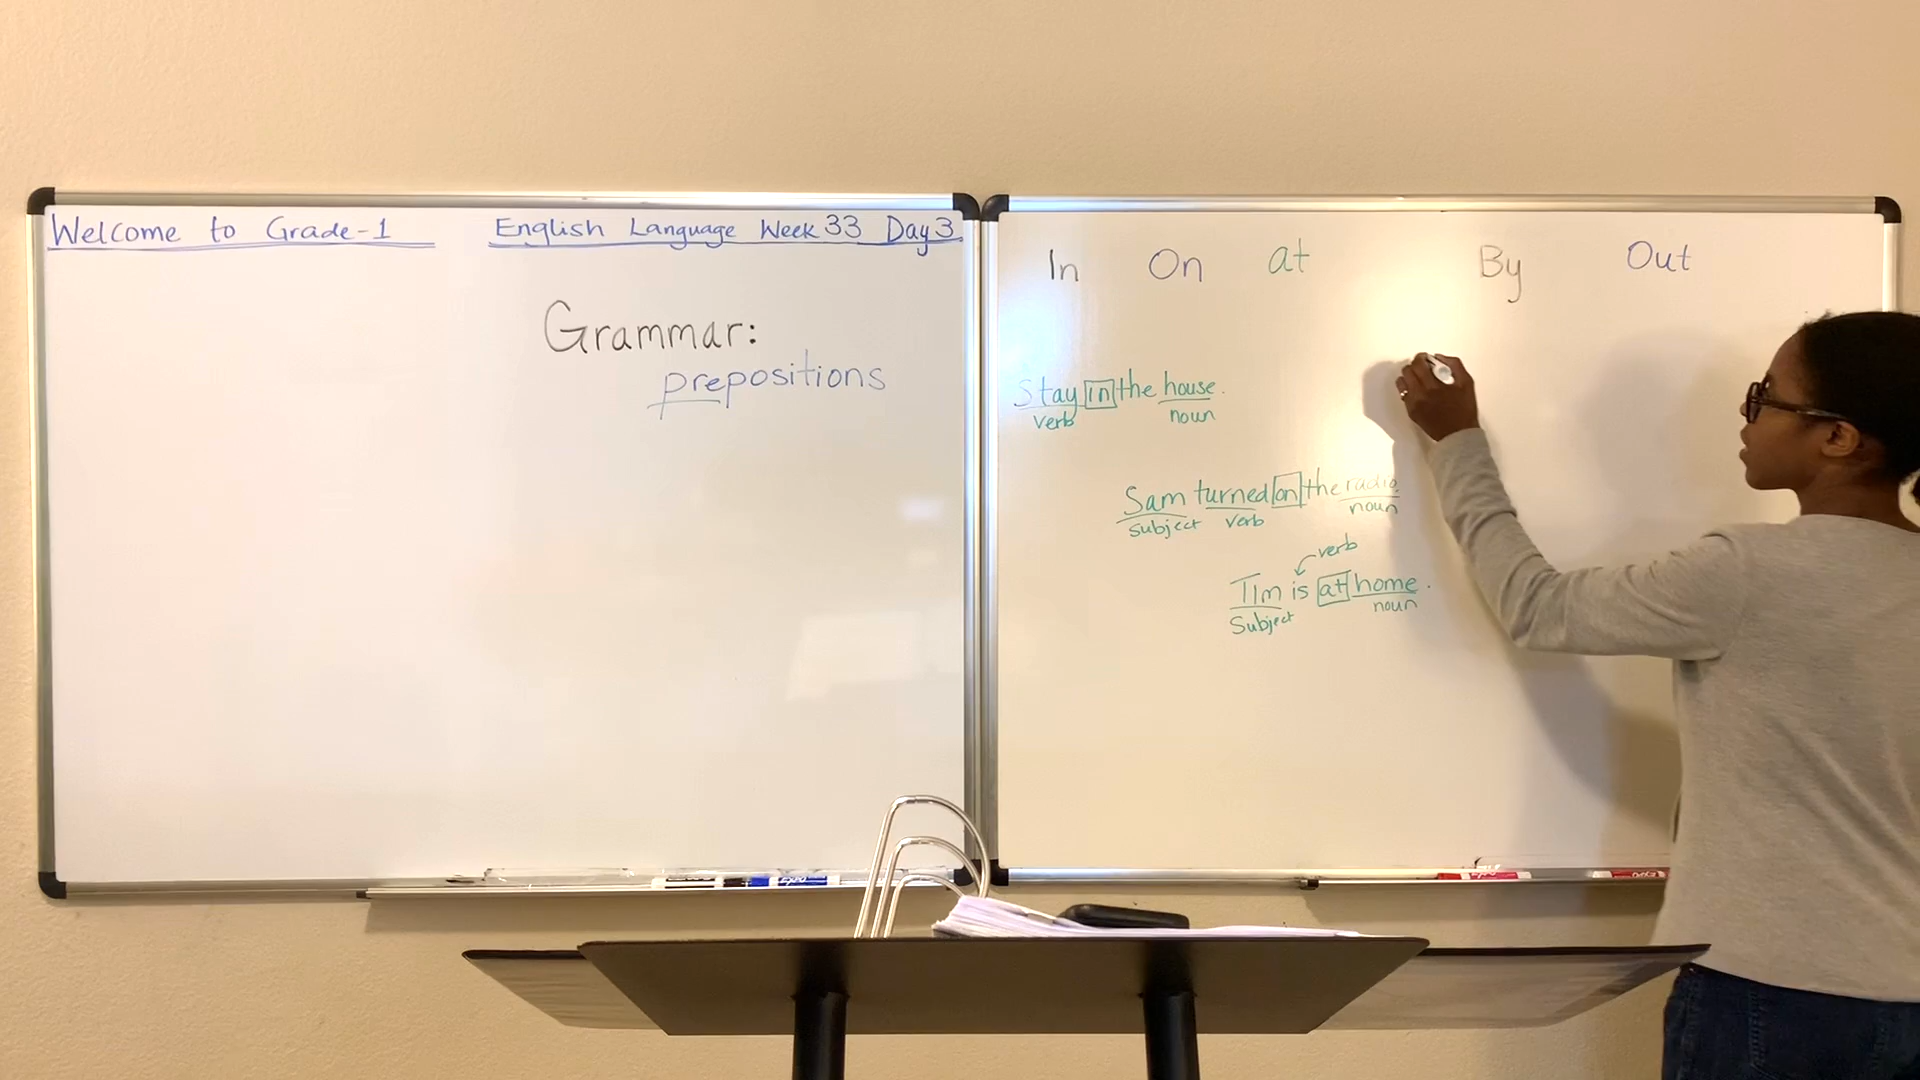 Welcome to Grade-1 English Language Week 33 Day 3
Grammar:
prepositions
In On at By Out
Stay in the house.
verb noun
Sam turned on the radio.
subject verb noun
verb
Tim is at home.
Subject noun
EXPO